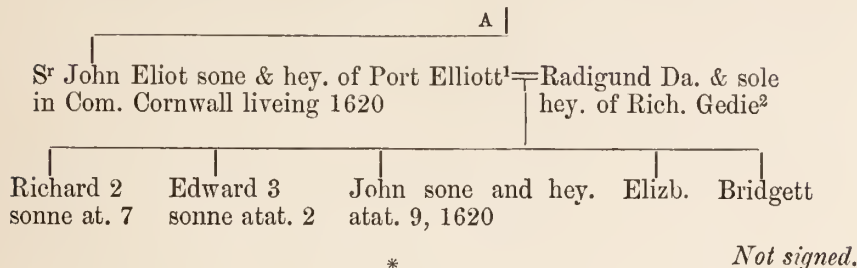 A
Sʳ John Eliot sone & hey. of Port Elliott¹=Radigund Da. & sole
in Com. Cornwall liveing 1620 hey. of Rich. Gedie²
Richard 2 Edward 3 John sone and hey. Elizb. Bridgett
sonne at. 7 sonne atat. 2 atat. 9, 1620
*
Not signed.